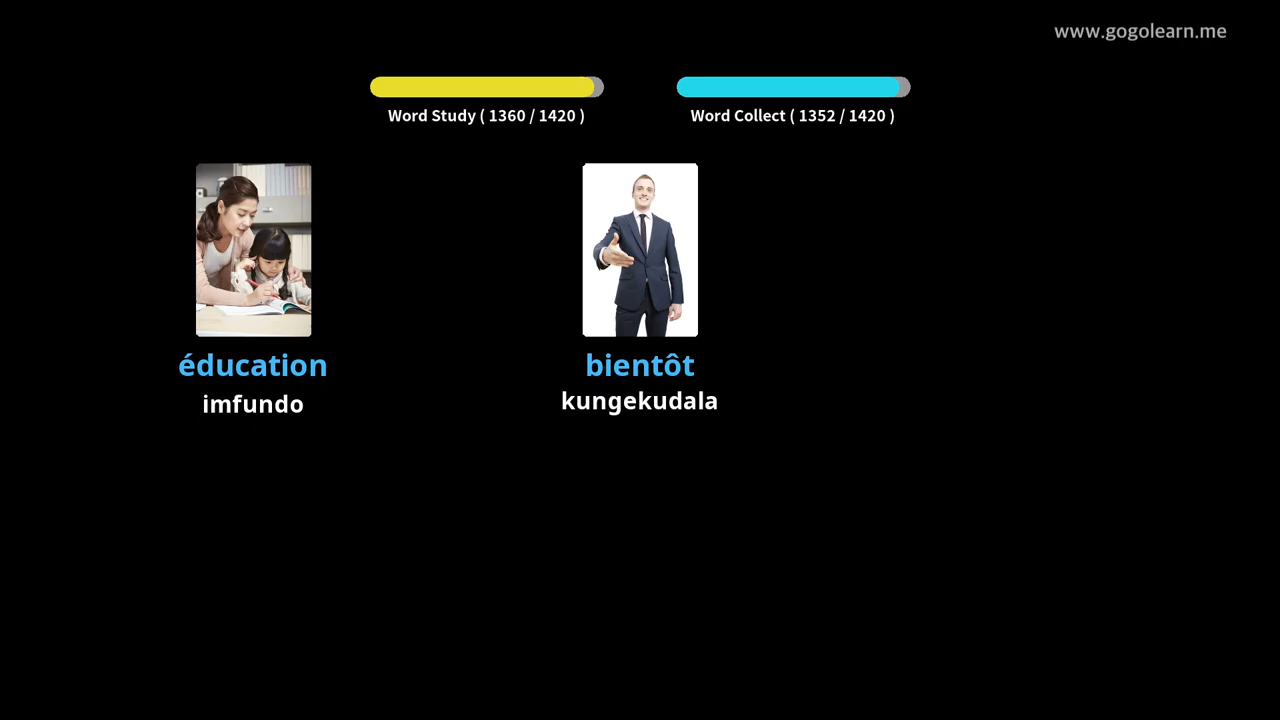 www.gogolearn.me
Word Study ( 1360 / 1420 )
Word Collect ( 1352 / 1420 )
éducation
imfundo
bientôt
kungekudala